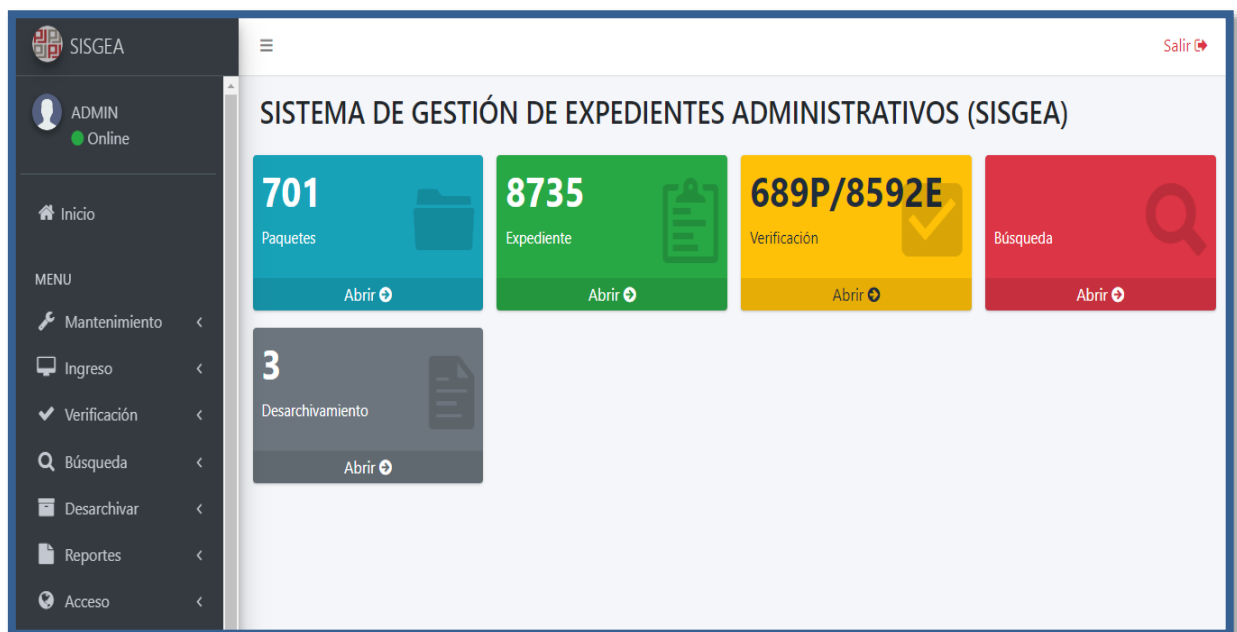 SISGEA
ADMIN
Online
Inicio
MENU
Mantenimiento
Ingreso
Verificación
Búsqueda
Desarchivar
Reportes
Acceso
Salir
SISTEMA DE GESTIÓN DE EXPEDIENTES ADMINISTRATIVOS (SISGEA)
701
Paquetes
Abrir
8735
Expediente
Abrir
689P/8592E
Verificación
Abrir
Búsqueda
Abrir
3
Desarchivamiento
Abrir